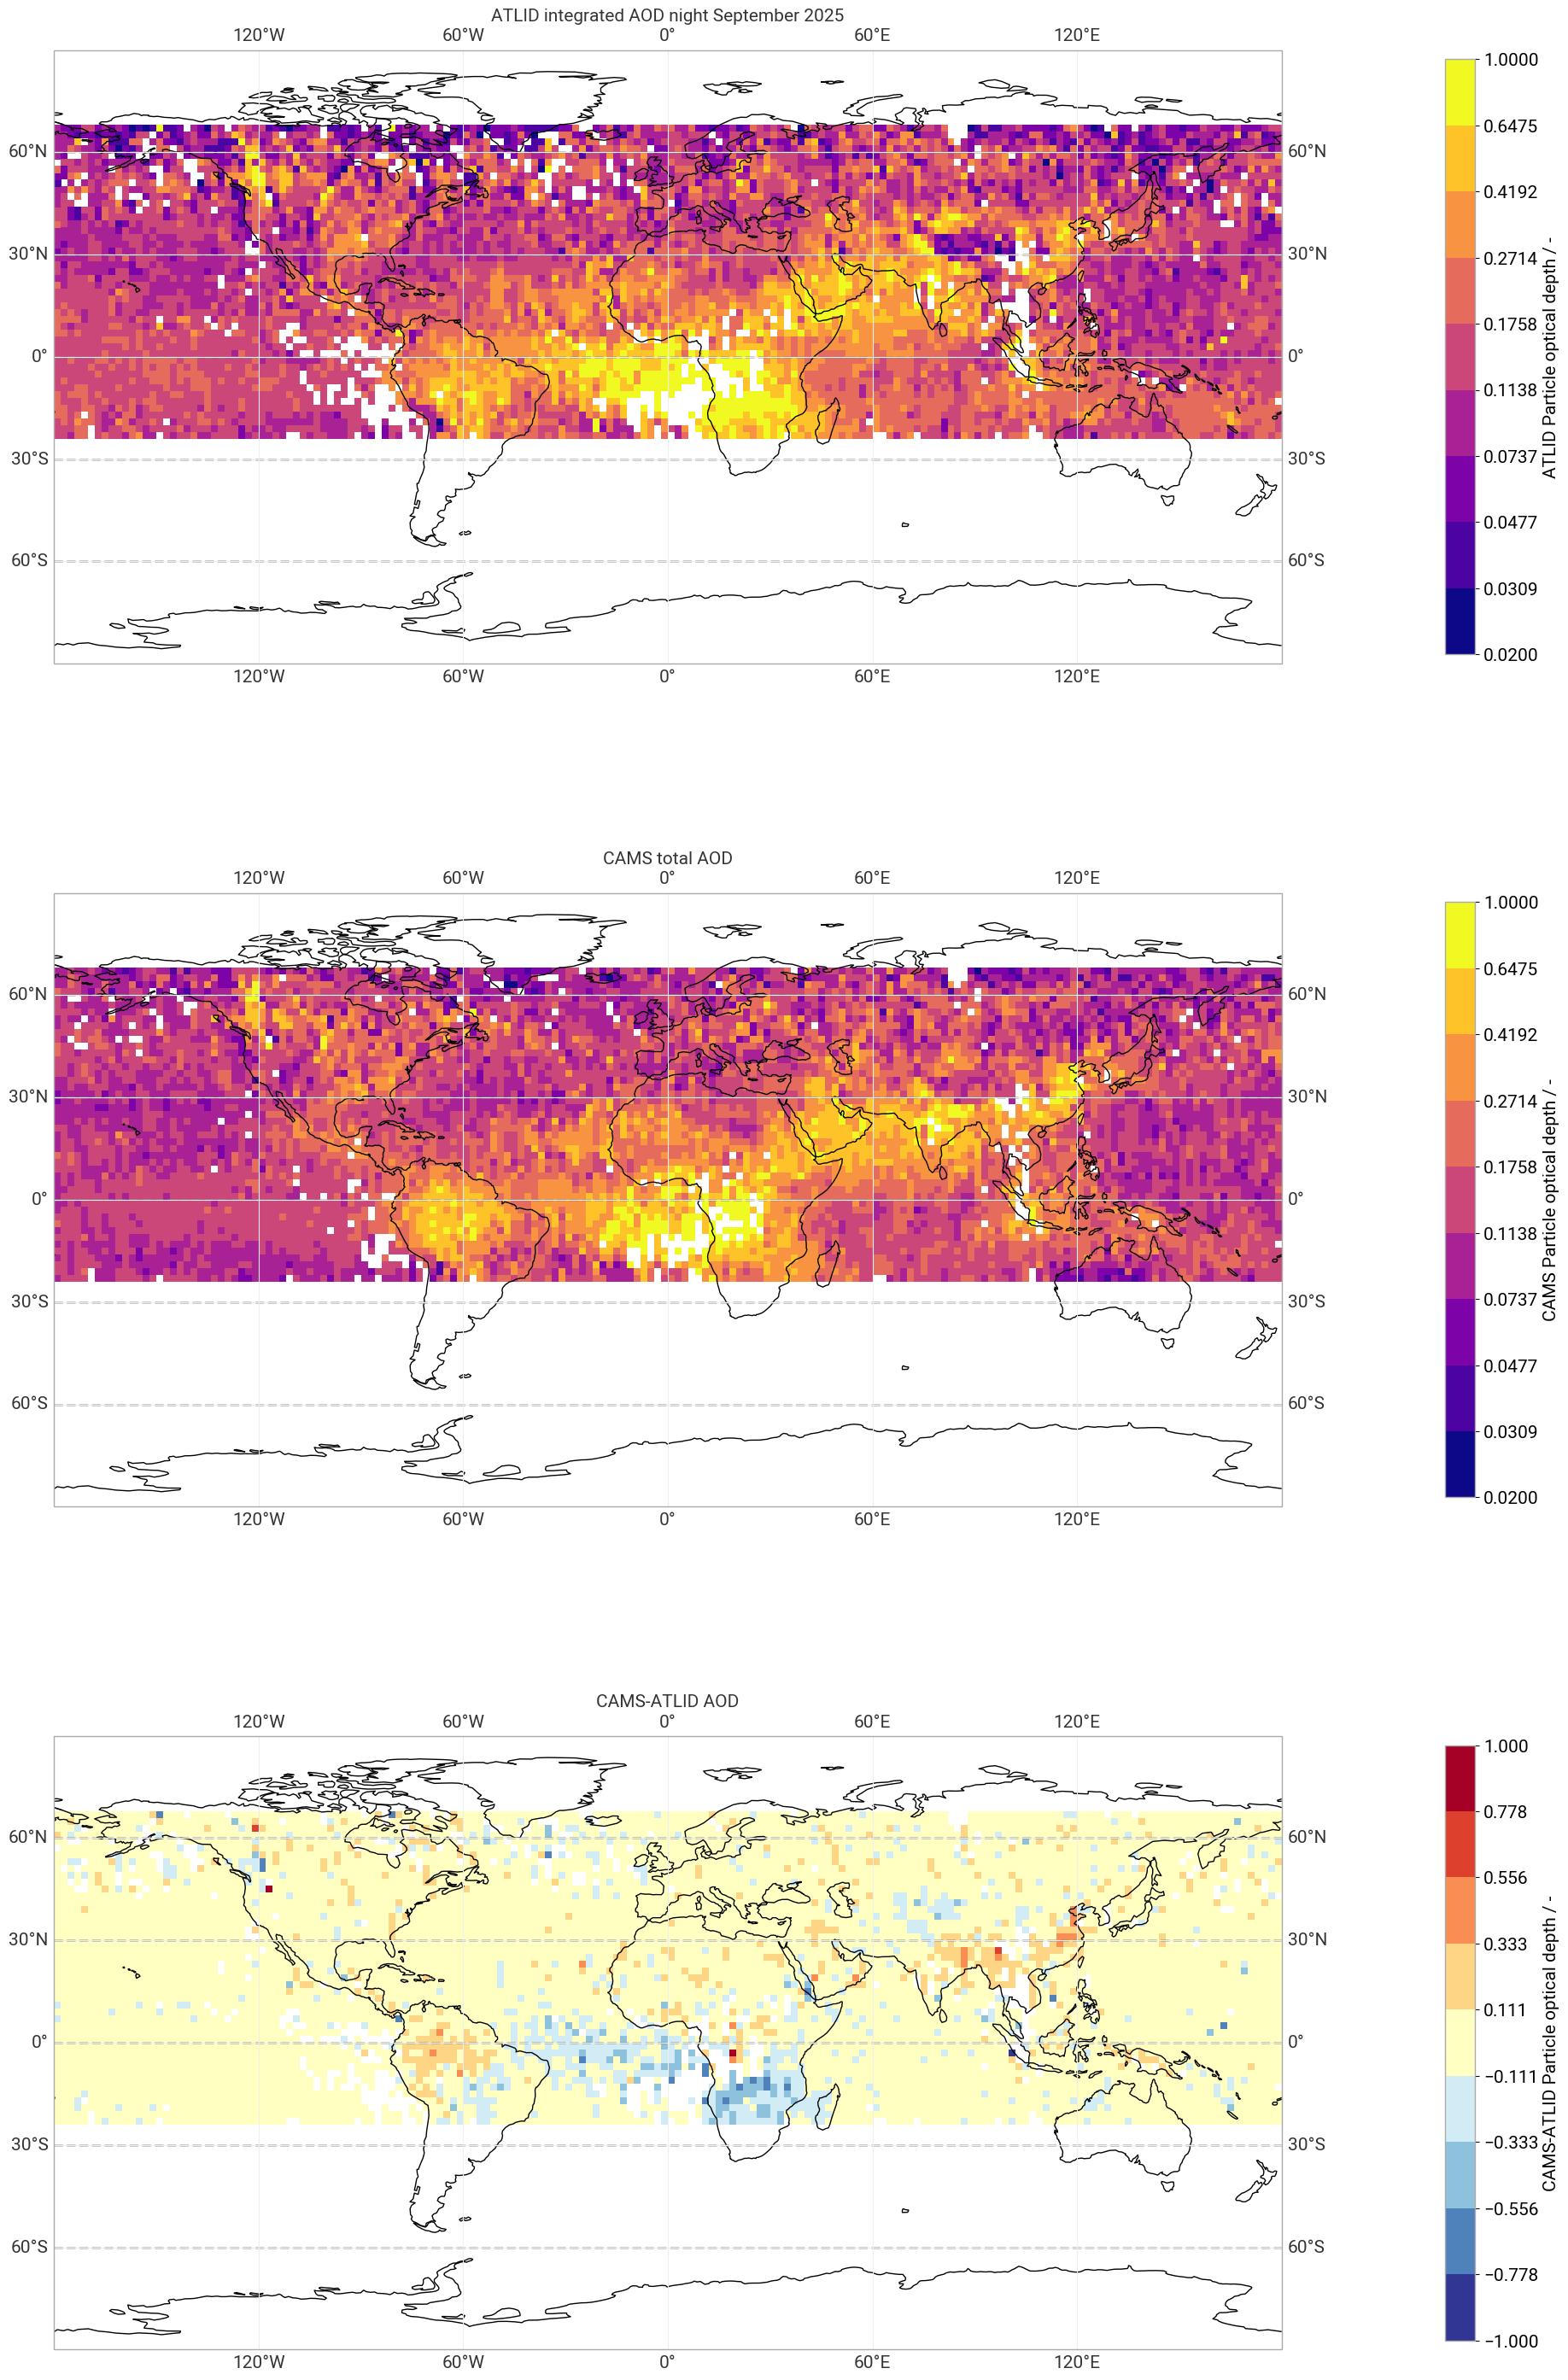 ATLID integrated AOD night September 2025
120°W 60°W 0° 60°E 120°E
60°N 60°N
30°N 30°N
0° 0°
30°S 30°S
60°S 60°S
120°W 60°W 0° 60°E 120°E
1.0000
0.6475
0.4192
0.2714
0.1758
0.1138
0.0737
0.0477
0.0309
0.0200
ATLID Particle optical depth / -
CAMS total AOD
120°W 60°W 0° 60°E 120°E
60°N 60°N
30°N 30°N
0° 0°
30°S 30°S
60°S 60°S
120°W 60°W 0° 60°E 120°E
1.0000
0.6475
0.4192
0.2714
0.1758
0.1138
0.0737
0.0477
0.0309
0.0200
CAMS Particle optical depth / -
CAMS-ATLID AOD
120°W 60°W 0° 60°E 120°E
60°N 60°N
30°N 30°N
0° 0°
30°S 30°S
60°S 60°S
120°W 60°W 0° 60°E 120°E
1.000
0.778
0.556
0.333
0.111
−0.111
−0.333
−0.556
−0.778
−1.000
CAMS-ATLID Particle optical depth / -